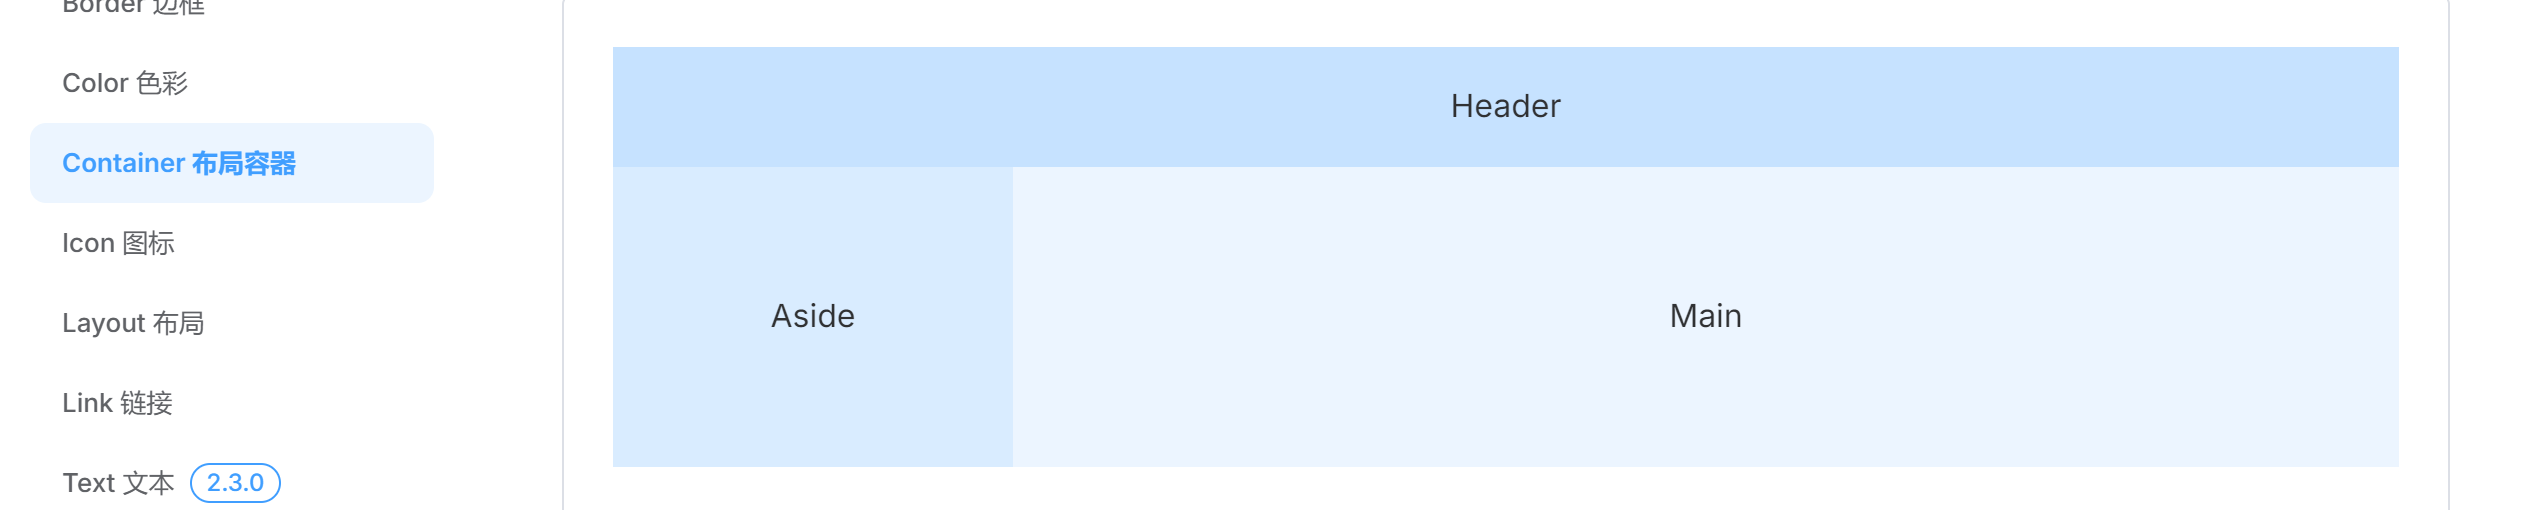 Border 边框
Color 色彩
Container 布局容器
Icon 图标
Layout 布局
Link 链接
Text 文本 2.3.0
Header
Aside
Main